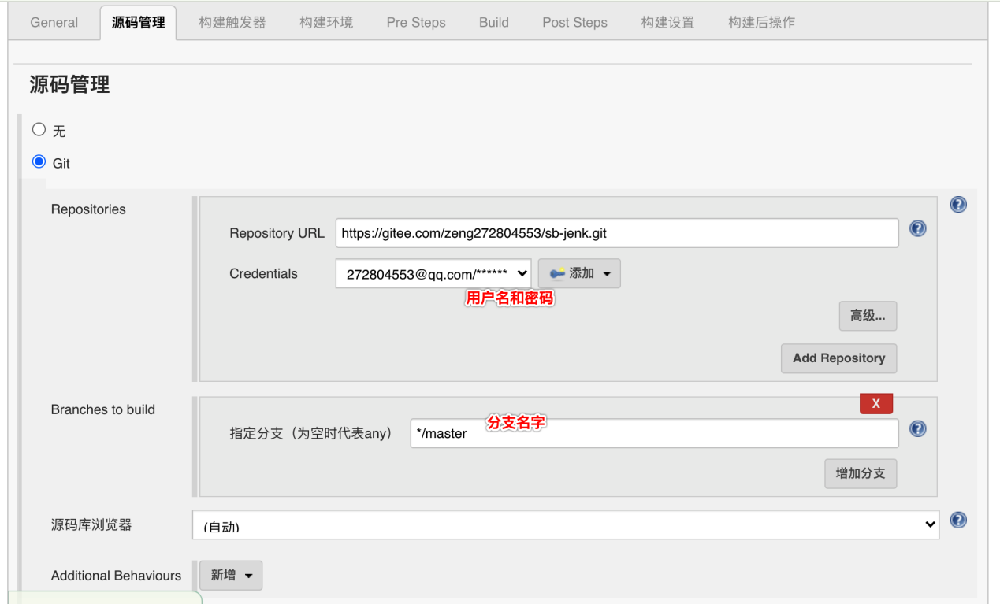 General 源码管理 构建触发器 构建环境 Pre Steps Build Post Steps 构建设置 构建后操作
源码管理
无
Git
Repositories
Repository URL https://gitee.com/zeng272804553/sb-jenk.git
Credentials 272804553@qq.com/****** 添加
用户名和密码
高级...
Add Repository
Branches to build
X
分支名字
指定分支（为空时代表any） */master
增加分支
源码库浏览器 (自动)
Additional Behaviours 新增